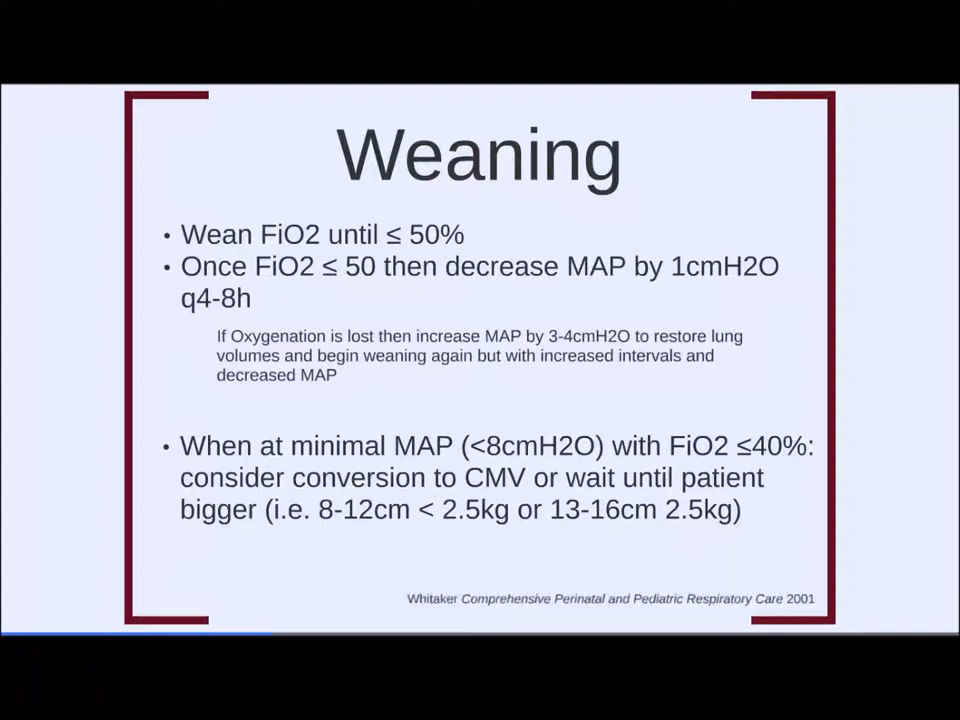 Weaning
• Wean FiO2 until ≤ 50%
• Once FiO2 ≤ 50 then decrease MAP by 1cmH2O
q4-8h
If Oxygenation is lost then increase MAP by 3-4cmH2O to restore lung
volumes and begin weaning again but with increased intervals and
decreased MAP
• When at minimal MAP (<8cmH2O) with FiO2 ≤40%:
consider conversion to CMV or wait until patient
bigger (i.e. 8-12cm < 2.5kg or 13-16cm 2.5kg)
Whitaker Comprehensive Perinatal and Pediatric Respiratory Care 2001